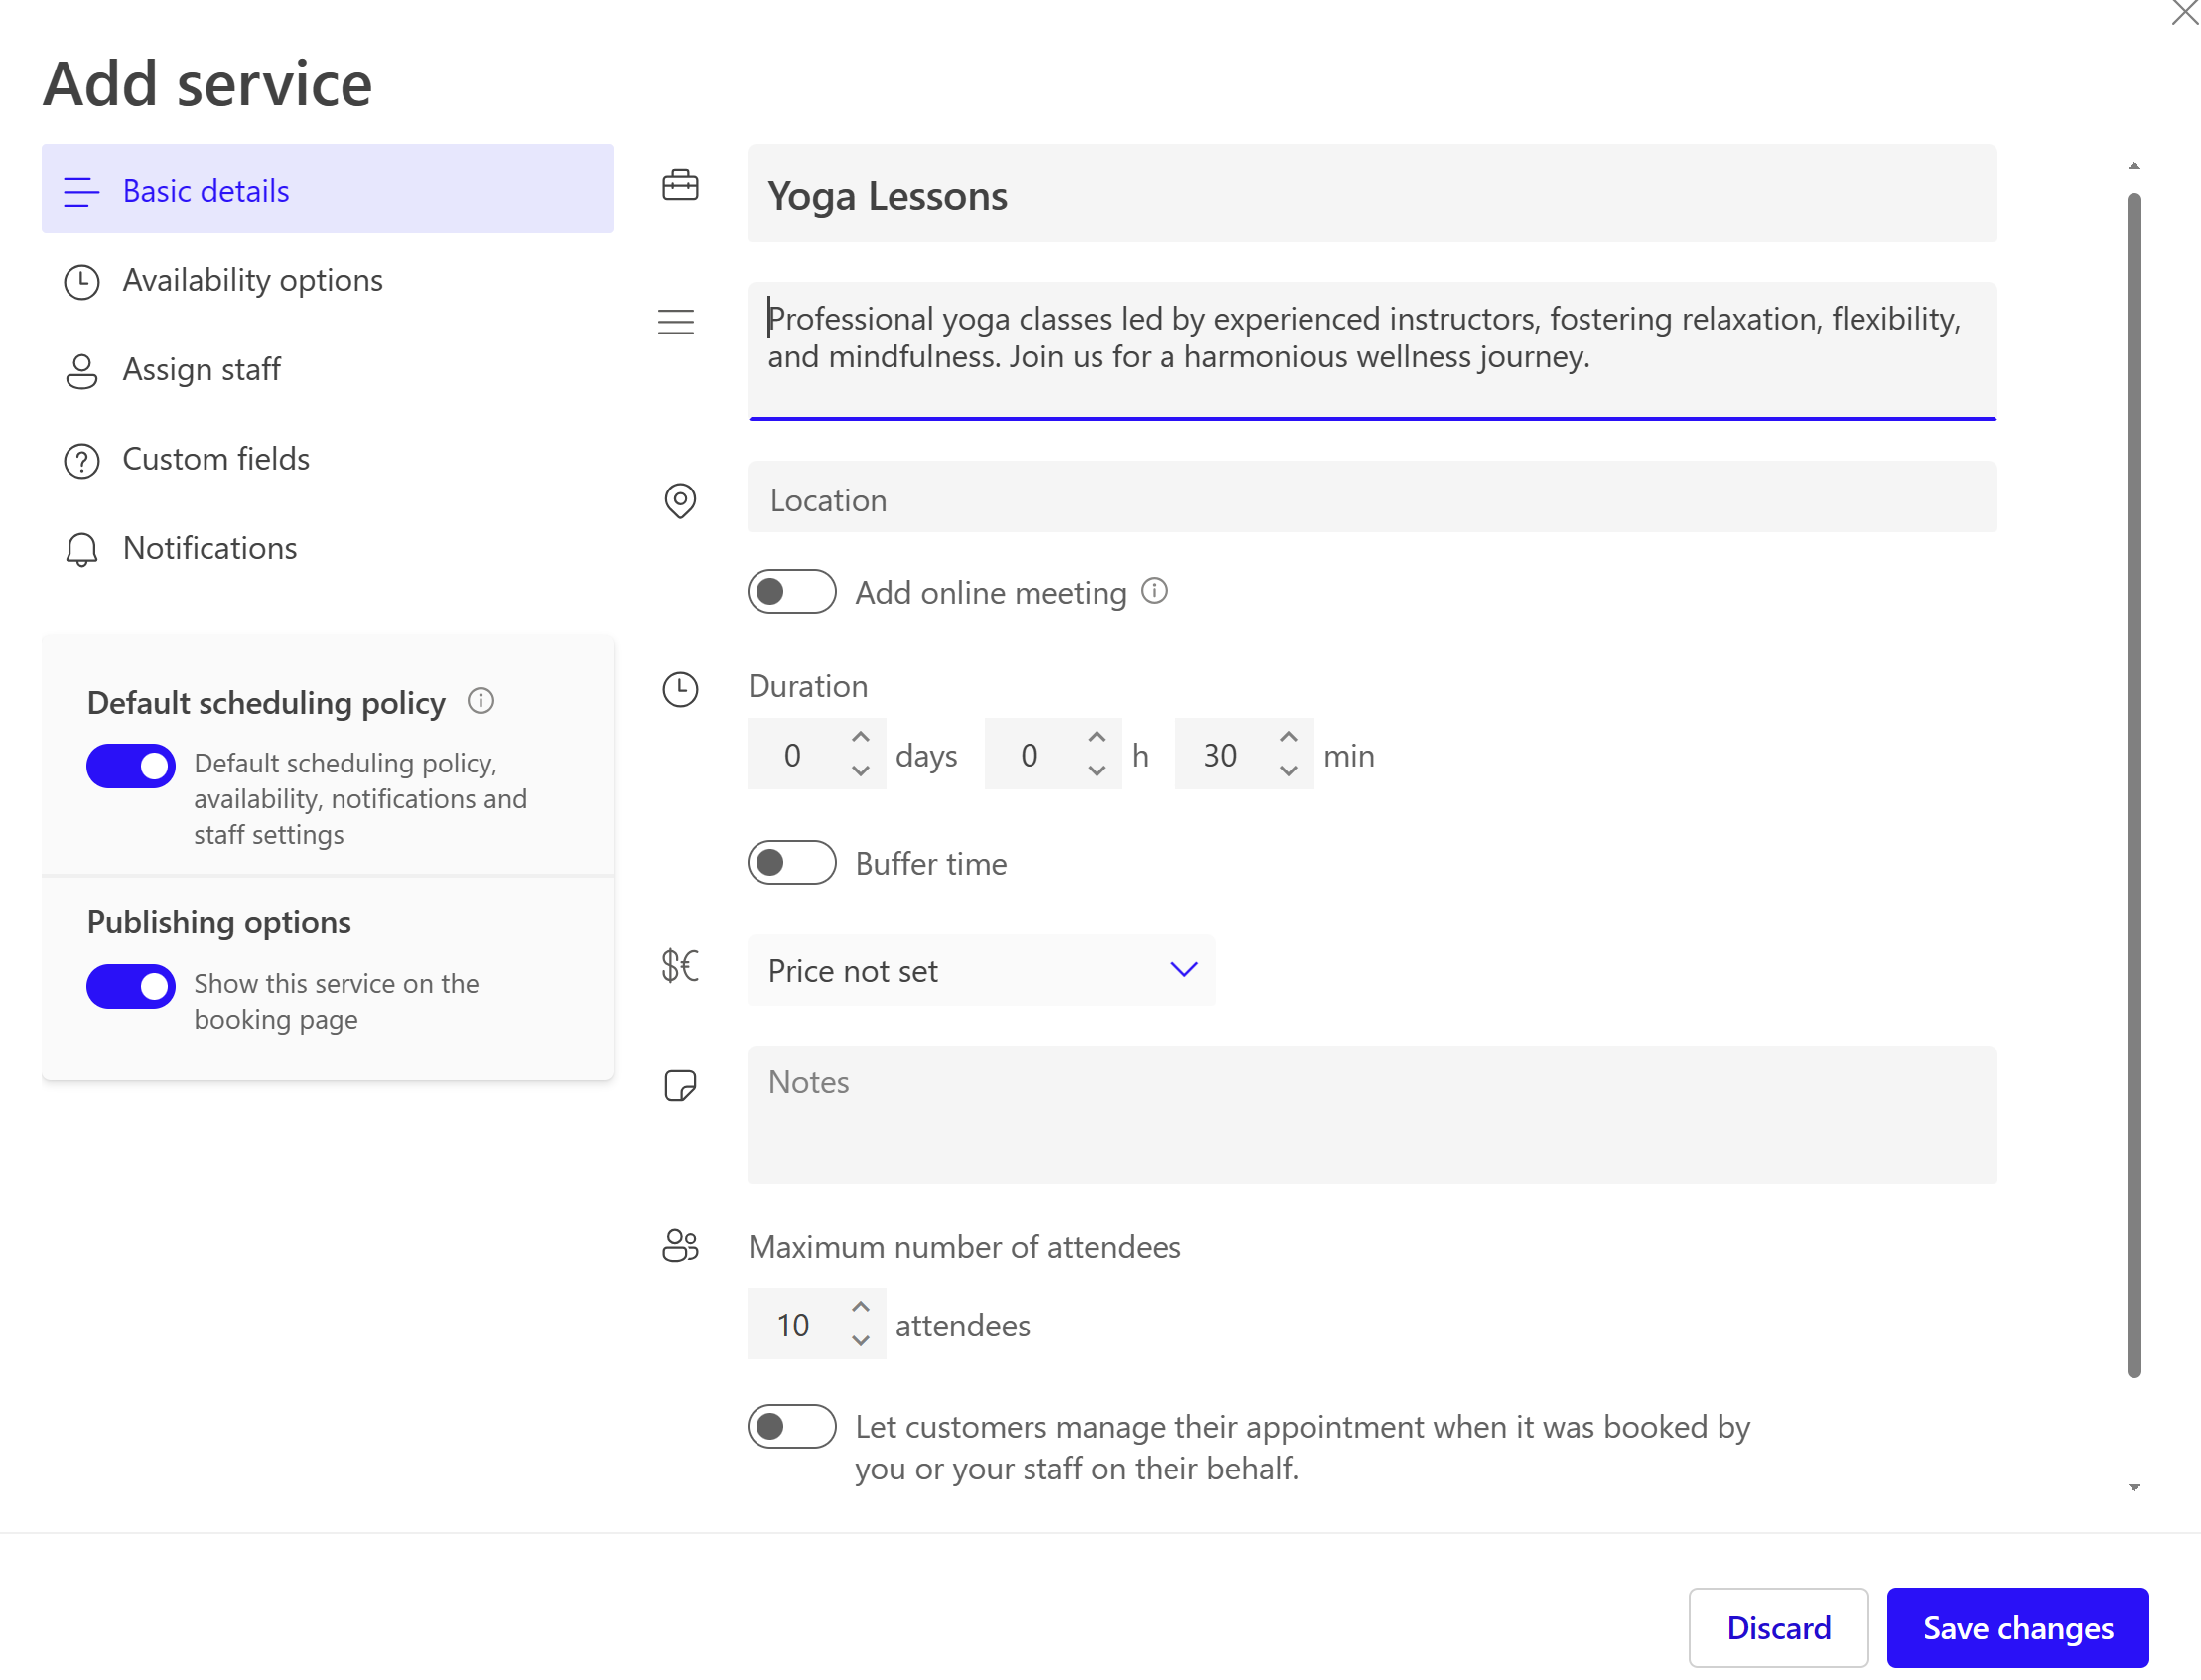 Add service
Basic details
Availability options
Assign staff
Custom fields
Notifications
Default scheduling policy
Default scheduling policy,
availability, notifications and
staff settings
Publishing options
Show this service on the
booking page
Yoga Lessons
Professional yoga classes led by experienced instructors, fostering relaxation, flexibility,
and mindfulness. Join us for a harmonious wellness journey.
Location
Add online meeting
Duration
0 days 0 h 30 min
Buffer time
$€ Price not set
Notes
Maximum number of attendees
10 attendees
Let customers manage their appointment when it was booked by
you or your staff on their behalf.
Discard Save changes